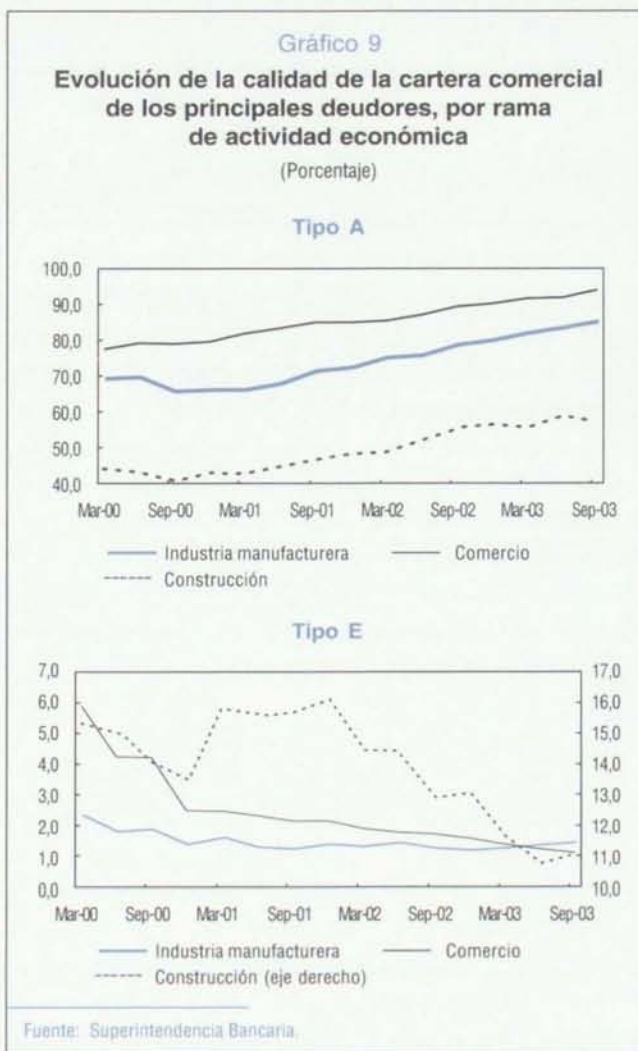 Gráfico 9
Evolución de la calidad de la cartera comercial
de los principales deudores, por rama
de actividad económica
(Porcentaje)
Tipo A
100,0
90,0
80,0
70,0
60,0
50,0
40,0
Mar-00 Sep-00 Mar-01 Sep-01 Mar-02 Sep-02 Mar-03 Sep-03
Industria manufacturera Comercio
Construcción
Tipo E
7,0 17,0
6,0 16,0
5,0 15,0
4,0 14,0
3,0 13,0
2,0 12,0
1,0 11,0
0,0 10,0
Mar-00 Sep-00 Mar-01 Sep-01 Mar-02 Sep-02 Mar-03 Sep-03
Industria manufacturera Comercio
Construcción (eje derecho)
Fuente: Superintendencia Bancaria.